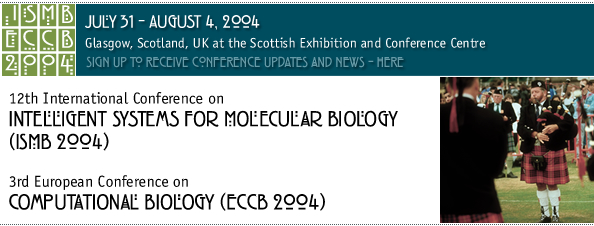 ISMB
ECCB
2004
JULY 31 - AUGUST 4, 2004
Glasgow, Scotland, UK at the Scottish Exhibition and Conference Centre
SIGN UP TO RECEIVE CONFERENCE UPDATES AND NEWS - HERE
12th International Conference on
INTELLIGENT SYSTEMS FOR MOLECULAR BIOLOGY
(ISMB 2004)
3rd European Conference on
COMPUTATIONAL BIOLOGY (ECCB 2004)